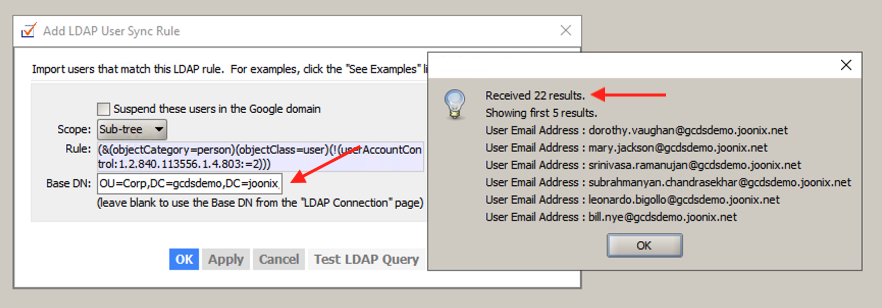 Add LDAP User Sync Rule
Import users that match this LDAP rule. For examples, click the "See Examples" li
Suspend these users in the Google domain
Scope: Sub-tree
Rule: (&(objectCategory=person)(objectClass=user)(!(userAccountCon
trol:1.2.840.113556.1.4.803:=2)))
Base DN: OU=Corp,DC=gcdsdemo,DC=joonix,
(leave blank to use the Base DN from the "LDAP Connection" page)
OK Apply Cancel Test LDAP Query
Received 22 results.
Showing first 5 results.
User Email Address : dorothy.vaughan@gcdsdemo.joonix.net
User Email Address : mary.jackson@gcdsdemo.joonix.net
User Email Address : srinivasa.ramanujan@gcdsdemo.joonix.net
User Email Address : subrahmanyan.chandrasekhar@gcdsdemo.joonix.net
User Email Address : leonardo.bigollo@gcdsdemo.joonix.net
User Email Address : bill.nye@gcdsdemo.joonix.net
OK